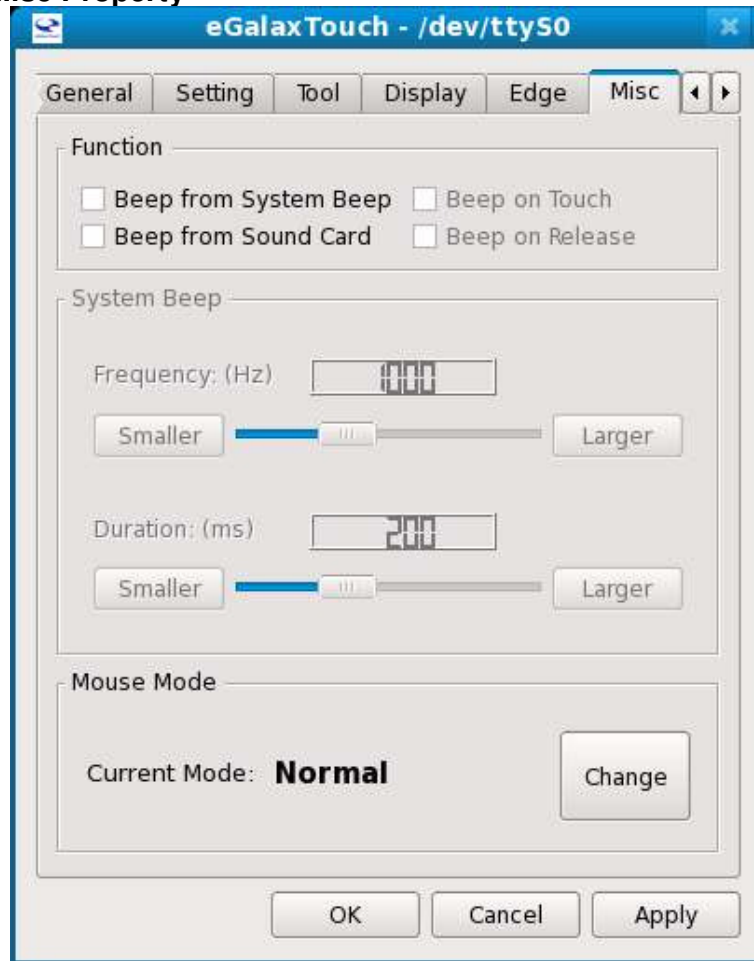 eGalaxTouch - /dev/ttyS0
General Setting Tool Display Edge Misc
Function
Beep from System Beep Beep on Touch
Beep from Sound Card Beep on Release
System Beep
Frequency: (Hz) 1000
Smaller Larger
Duration: (ms) 200
Smaller Larger
Mouse Mode
Current Mode: Normal Change
OK Cancel Apply